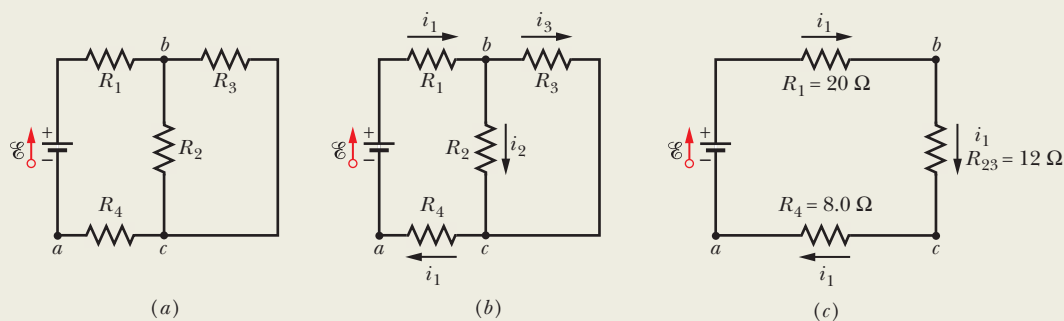 b
R1
R3
+
ℰ
−
R2
R4
a
c
(a)
i1
i3
b
R1
R3
+
ℰ
−
R2
i2
R4
a
c
i1
(b)
i1
b
R1 = 20 Ω
+
ℰ
−
i1
R23 = 12 Ω
R4 = 8.0 Ω
a
c
i1
(c)